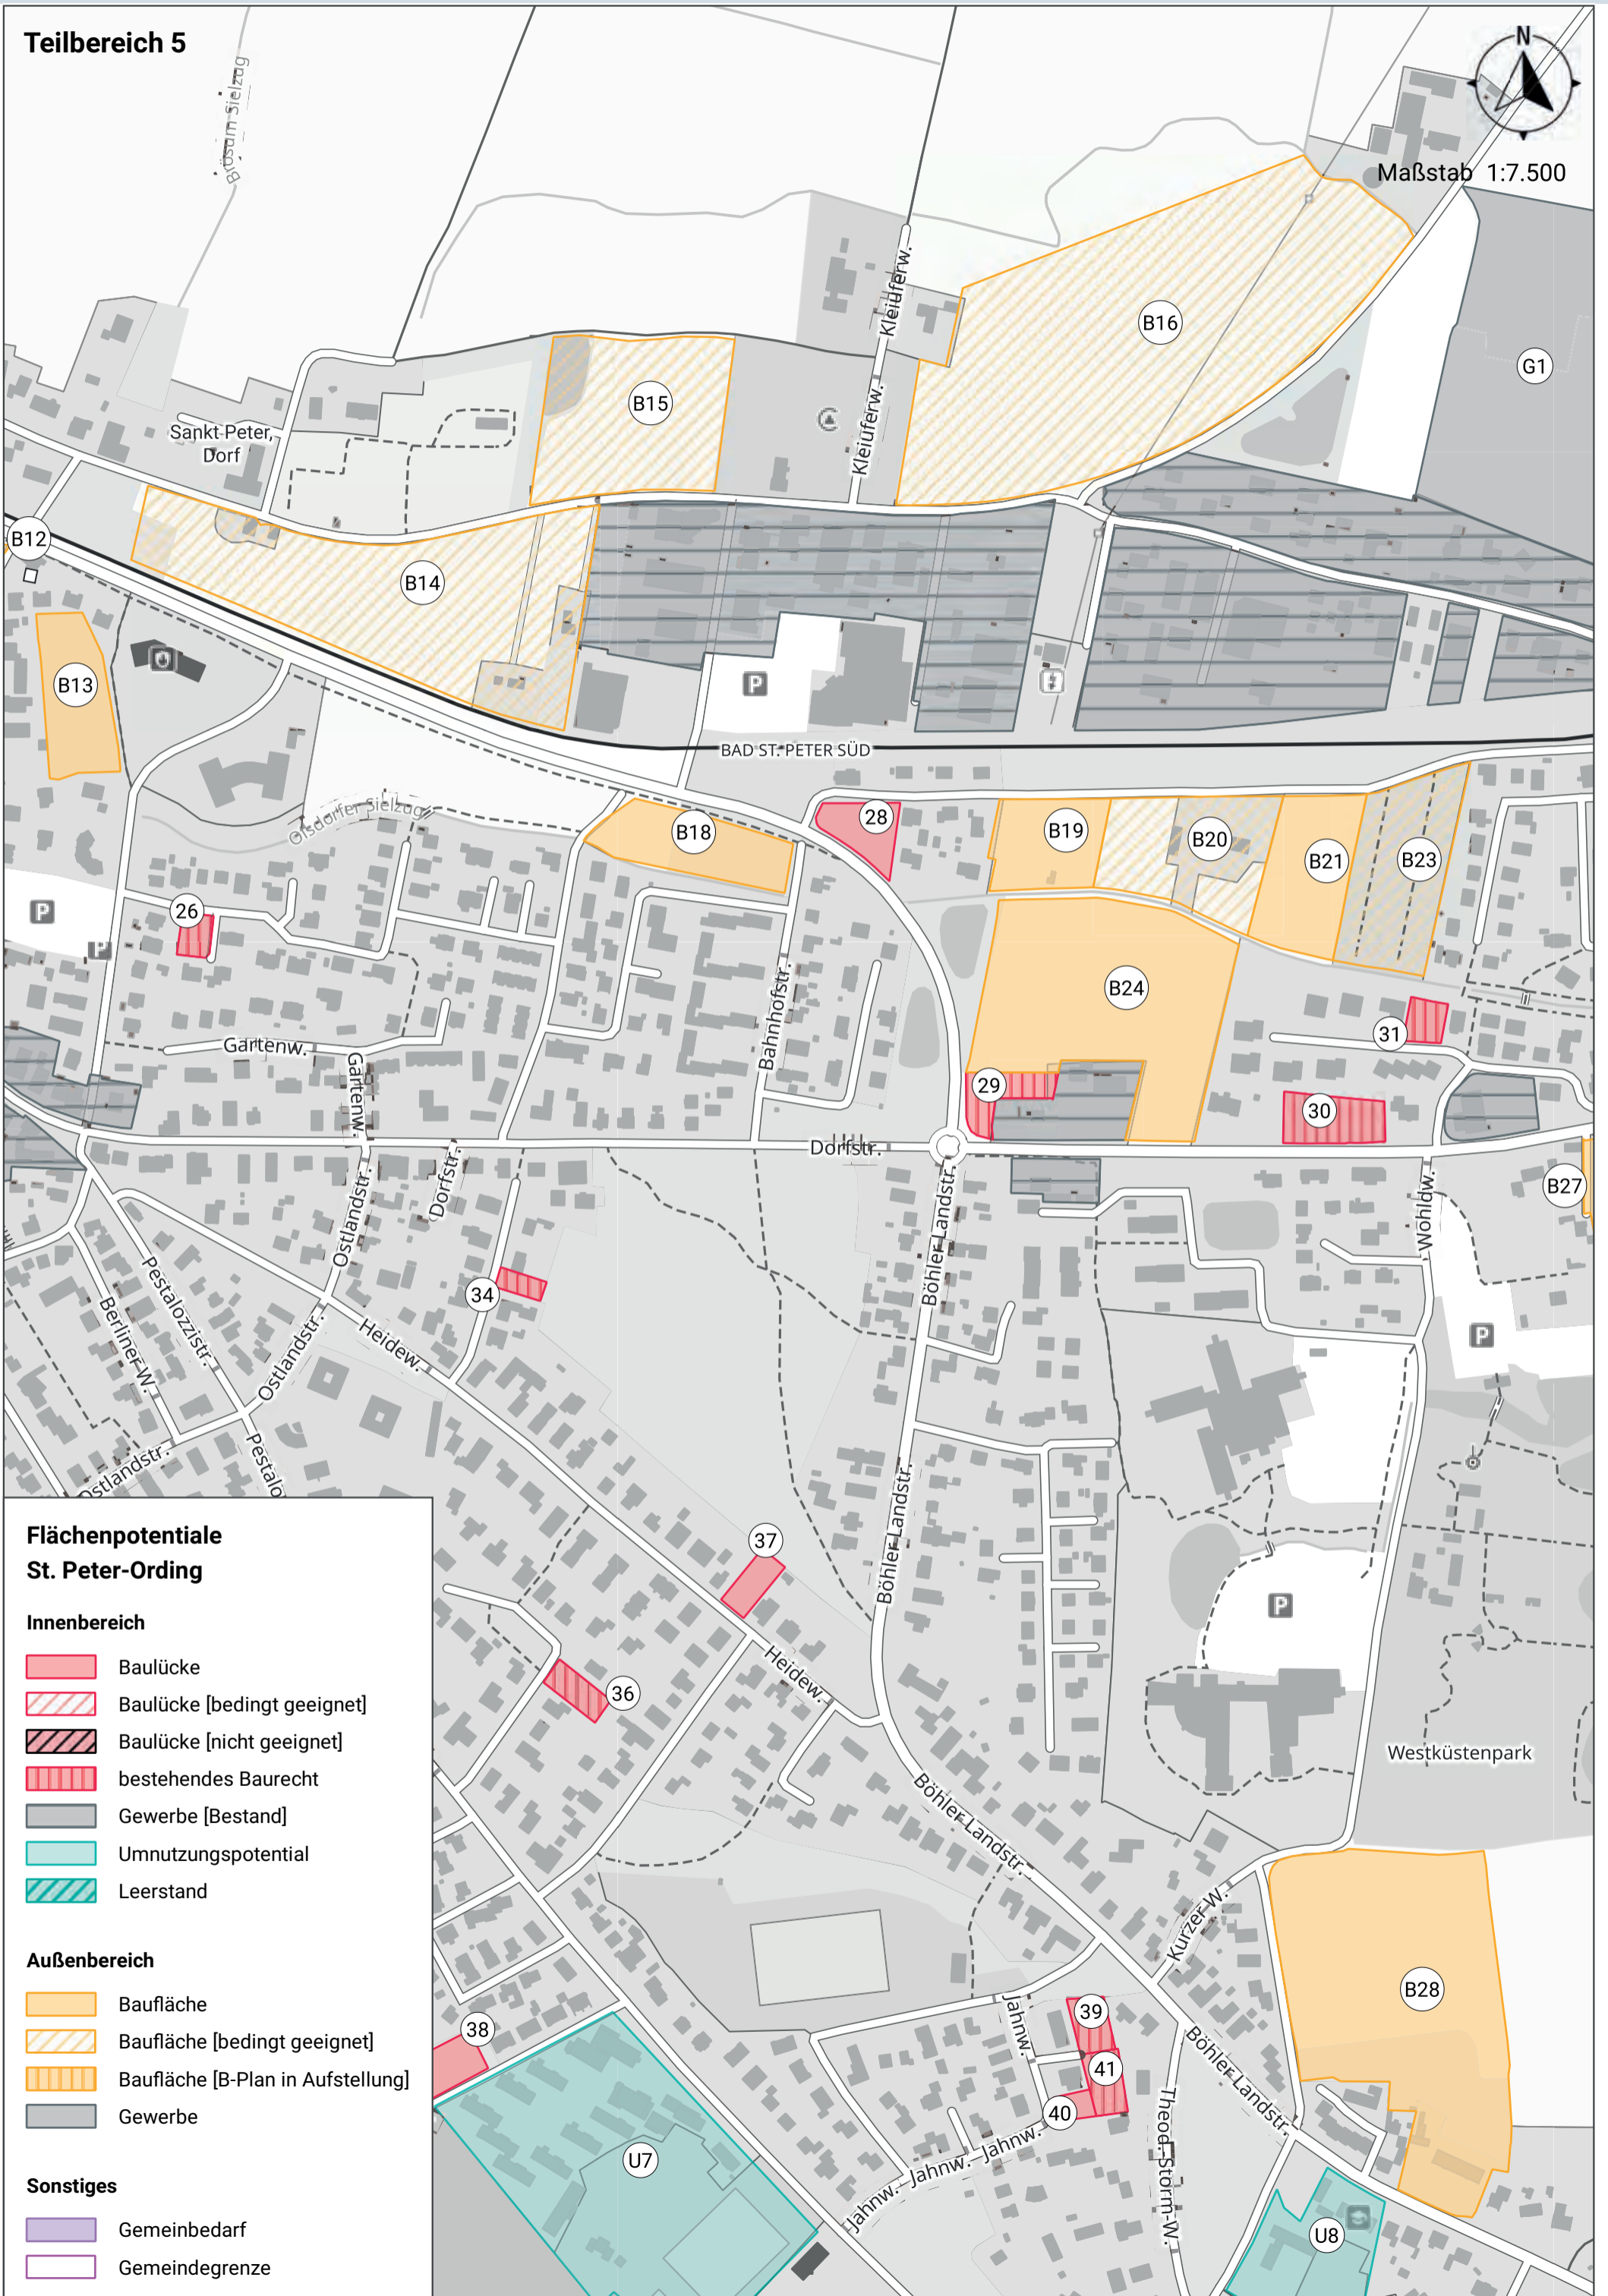 Teilbereich 5
N
Maßstab 1:7.500
Brösum Sielzug
Kleiuferw.
B16
G1
B15
Kleiuferw.
Sankt Peter,
Dorf
B12
B14
B13
P
BAD ST. PETER SÜD
Olsdorfer Sielzug
B18
28
B19
B20
B21
B23
P
26
P
B24
Bahnhofstr.
31
Gartenw.
Gartenw.
29
30
Dorfstr.
Dorfstr.
Ostlandstr.
Böhler Landstr.
Wohldw.
B27
Pestalozzistr.
Berliner W.
34
Heidew.
Ostlandstr.
P
Ostlandstr.
Pestalo
Böhler Landstr.
37
P
Heidew.
36
Westküstenpark
Böhler Landstr.
Kurzer W.
B28
Jahnw.
39
38
41
40
Böhler Landstr.
Theod.-Storm-W.
U7
Jahnw.
Jahnw.
Jahnw.
U8
Flächenpotentiale
St. Peter-Ording
Innenbereich
Baulücke
Baulücke [bedingt geeignet]
Baulücke [nicht geeignet]
bestehendes Baurecht
Gewerbe [Bestand]
Umnutzungspotential
Leerstand
Außenbereich
Baufläche
Baufläche [bedingt geeignet]
Baufläche [B-Plan in Aufstellung]
Gewerbe
Sonstiges
Gemeinbedarf
Gemeindegrenze